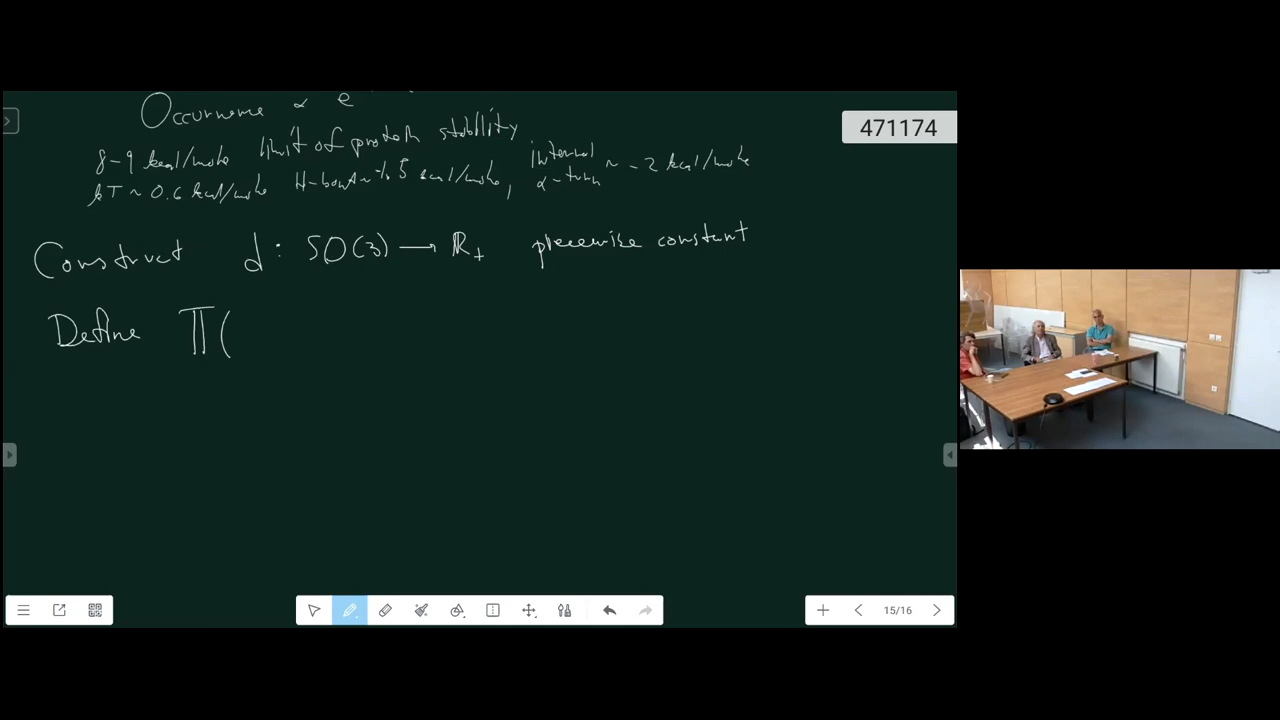 Occurrence ∝ e
471174
8-9 kcal/mole limit of protein stability
kT ~ 0.6 kcal/mole H-bond ~ 5 kcal/mole, internal α-turn ~ -2 kcal/mole
Construct d : SO(3) → ℝ₊ piecewise constant
Define Π(
15/16